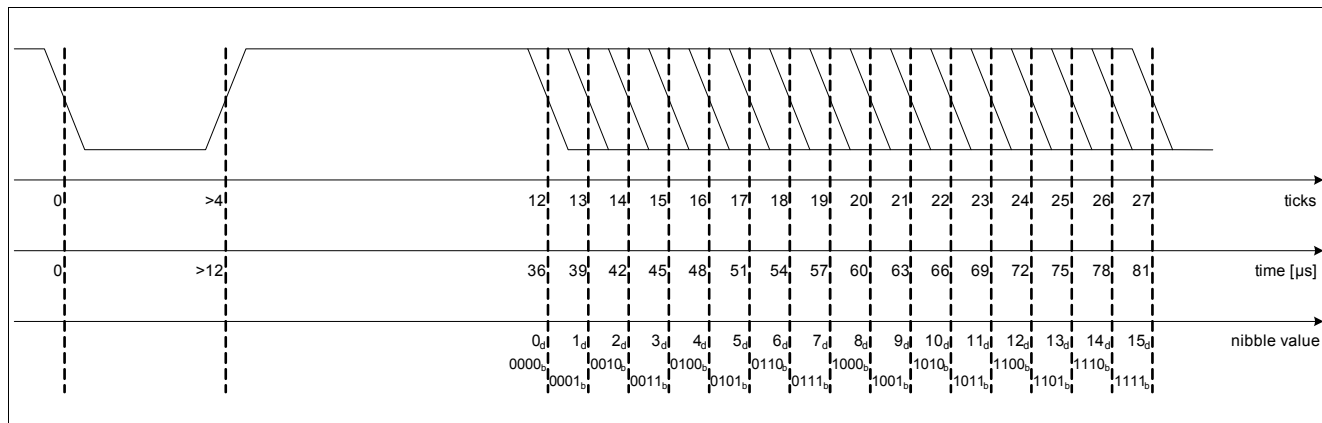 0 >4 12 13 14 15 16 17 18 19 20 21 22 23 24 25 26 27 ticks
0 >12 36 39 42 45 48 51 54 57 60 63 66 69 72 75 78 81 time [µs]
0d 1d 2d 3d 4d 5d 6d 7d 8d 9d 10d 11d 12d 13d 14d 15d nibble value
0000b 0010b 0100b 0110b 1000b 1010b 1100b 1110b
0001b 0011b 0101b 0111b 1001b 1011b 1101b 1111b